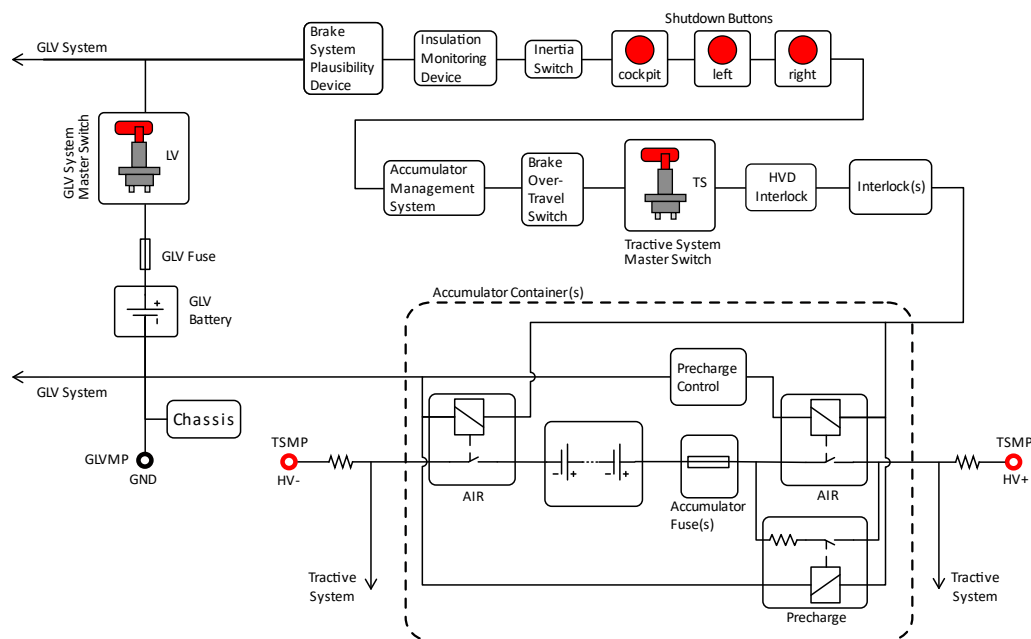 Shutdown Buttons
GLV System
Brake
System
Plausibility
Device
Insulation
Monitoring
Device
Inertia
Switch
cockpit
left
right
GLV System
Master Switch
LV
Accumulator
Management
System
Brake
Over-
Travel
Switch
TS
HVD
Interlock
Interlock(s)
Tractive System
Master Switch
GLV Fuse
GLV
Battery
+
-
Accumulator Container(s)
GLV System
Precharge
Control
Chassis
GLVMP
GND
TSMP
HV-
AIR
- +
- +
Accumulator
Fuse(s)
AIR
TSMP
HV+
Tractive
System
Precharge
Tractive
System